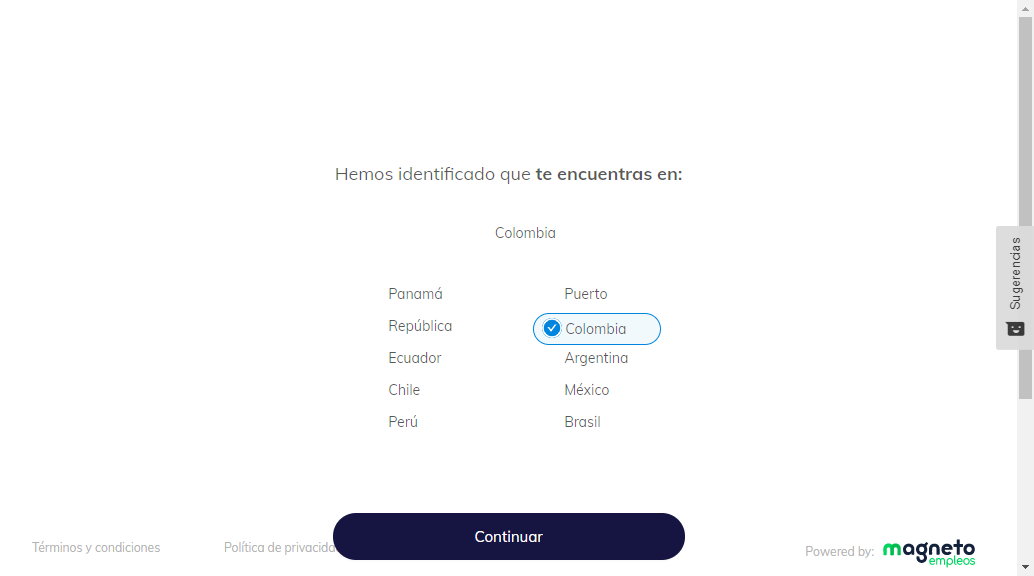 Hemos identificado que te encuentras en:
Colombia
Panamá
Puerto
República
Colombia
Ecuador
Argentina
Chile
México
Perú
Brasil
Sugerencias
Continuar
Términos y condiciones
Política de privacida
Powered by:
magneto
empleos